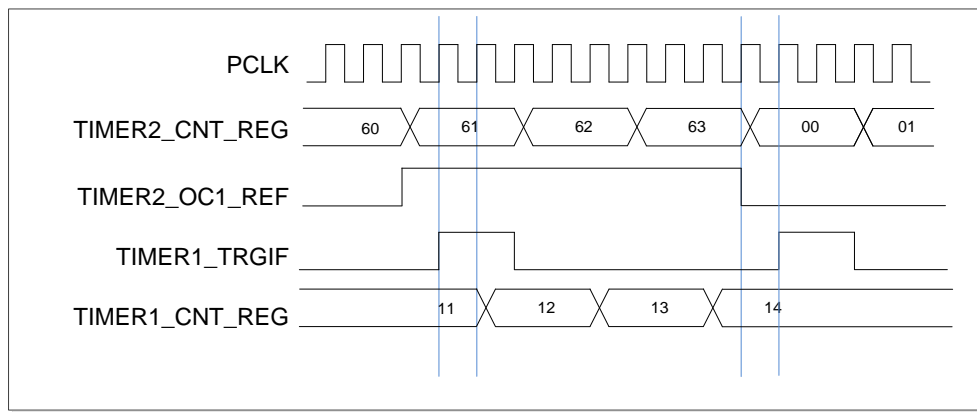 PCLK
TIMER2_CNT_REG 60 61 62 63 00 01
TIMER2_OC1_REF
TIMER1_TRGIF
TIMER1_CNT_REG 11 12 13 14